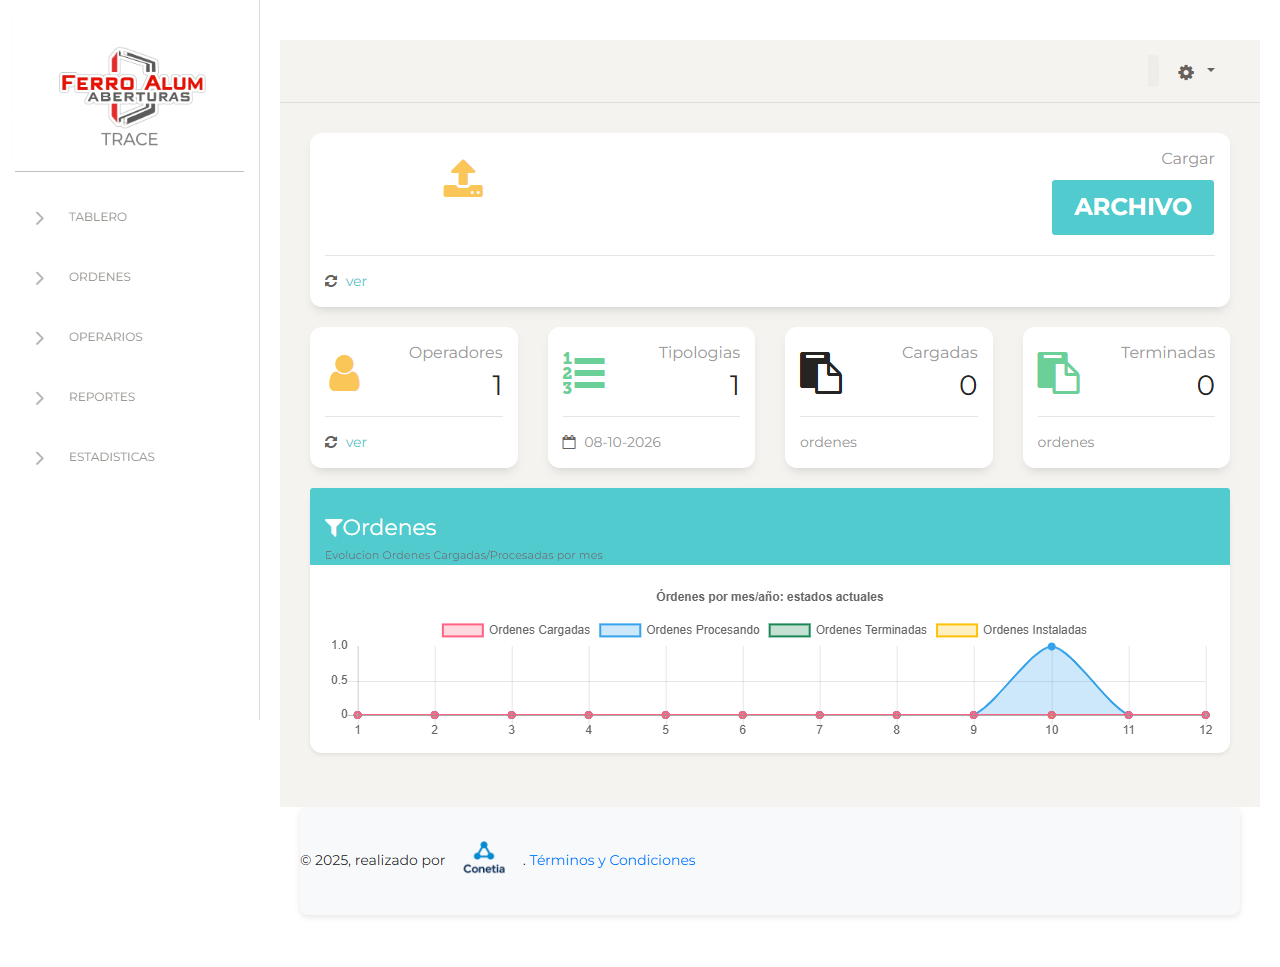 FERRO ALUM
ABERTURAS
TRACE
TABLERO
ORDENES
OPERARIOS
REPORTES
ESTADISTICAS
Cargar
ARCHIVO
ver
Operadores
1
ver
Tipologias
1
08-10-2026
Cargadas
0
ordenes
Terminadas
0
ordenes
Ordenes
Evolucion Ordenes Cargadas/Procesadas por mes
Órdenes por mes/año: estados actuales
Ordenes Cargadas Ordenes Procesando Ordenes Terminadas Ordenes Instaladas
1.0
0.5
0
1 2 3 4 5 6 7 8 9 10 11 12
© 2025, realizado por Conetia . Términos y Condiciones